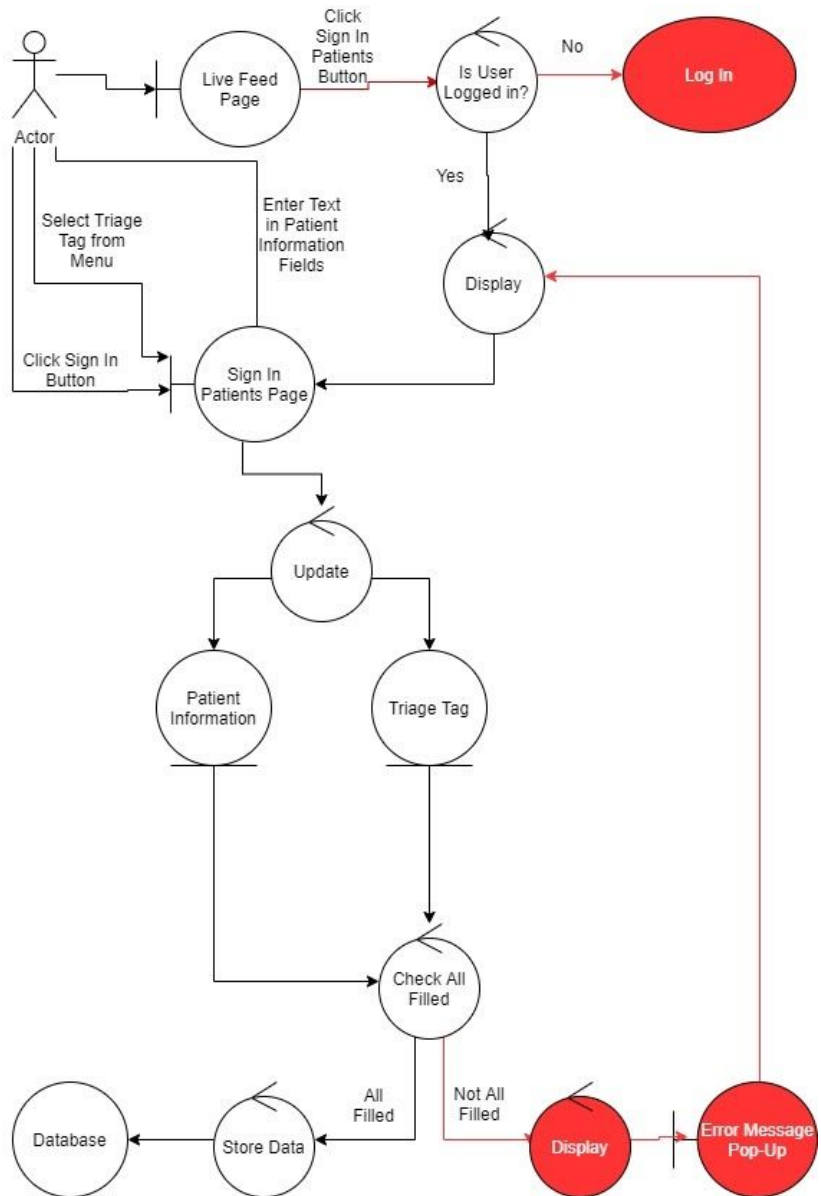 Click
Sign In
Patients
Button
Live Feed
Page
Is User
Logged in?
No
Log In
Actor
Yes
Select Triage
Tag from
Menu
Enter Text
in Patient
Information
Fields
Display
Click Sign In
Button
Sign In
Patients Page
Update
Patient
Information
Triage Tag
Check All
Filled
All
Filled
Not All
Filled
Database
Store Data
Display
Error Message
Pop-Up